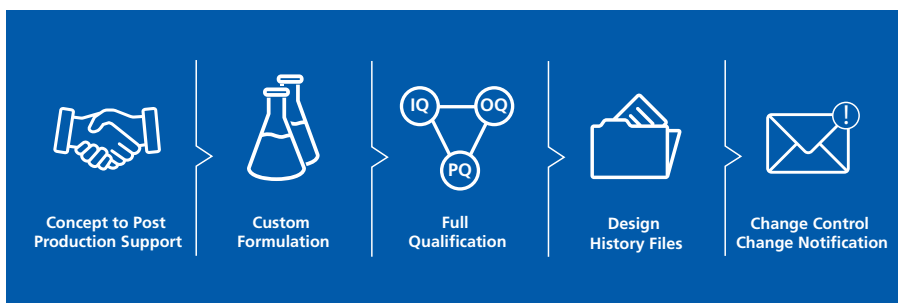 IQ
OQ
PQ
!
Concept to Post
Production Support
Custom
Formulation
Full
Qualification
Design
History Files
Change Control
Change Notification